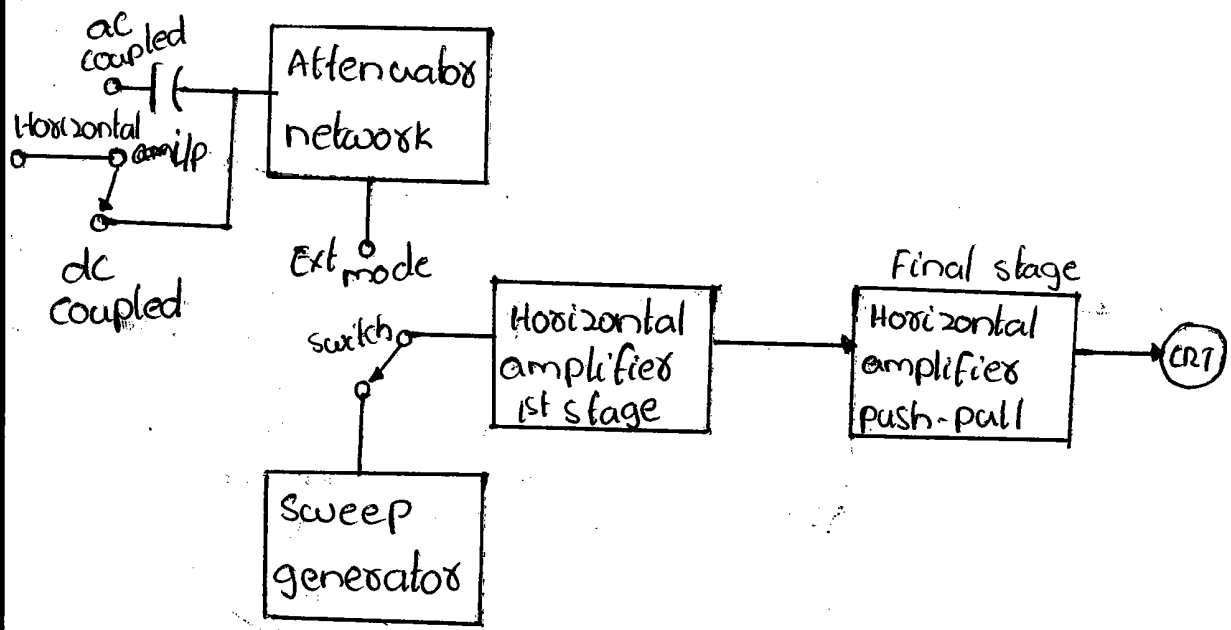 ac
coupled
Horizontal
i/p
dc
coupled
Attenuator
network
Ext mode
switch
Sweep
generator
Horizontal
amplifier
1st stage
Final stage
Horizontal
amplifier
push-pull
CRT